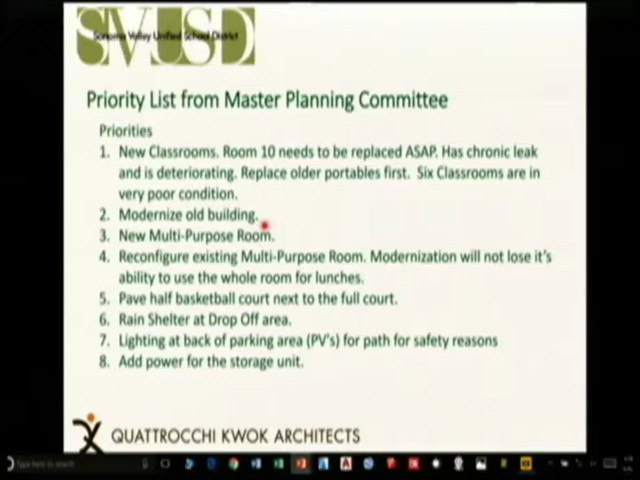 SVUSD
Sonoma Valley Unified School District
Priority List from Master Planning Committee
Priorities
1. New Classrooms. Room 10 needs to be replaced ASAP. Has chronic leak
and is deteriorating. Replace older portables first. Six Classrooms are in
very poor condition.
2. Modernize old building.
3. New Multi-Purpose Room.
4. Reconfigure existing Multi-Purpose Room. Modernization will not lose it's
ability to use the whole room for lunches.
5. Pave half basketball court next to the full court.
6. Rain Shelter at Drop Off area.
7. Lighting at back of parking area (PV's) for path for safety reasons
8. Add power for the storage unit.
QUATTROCCHI KWOK ARCHITECTS
Type here to search